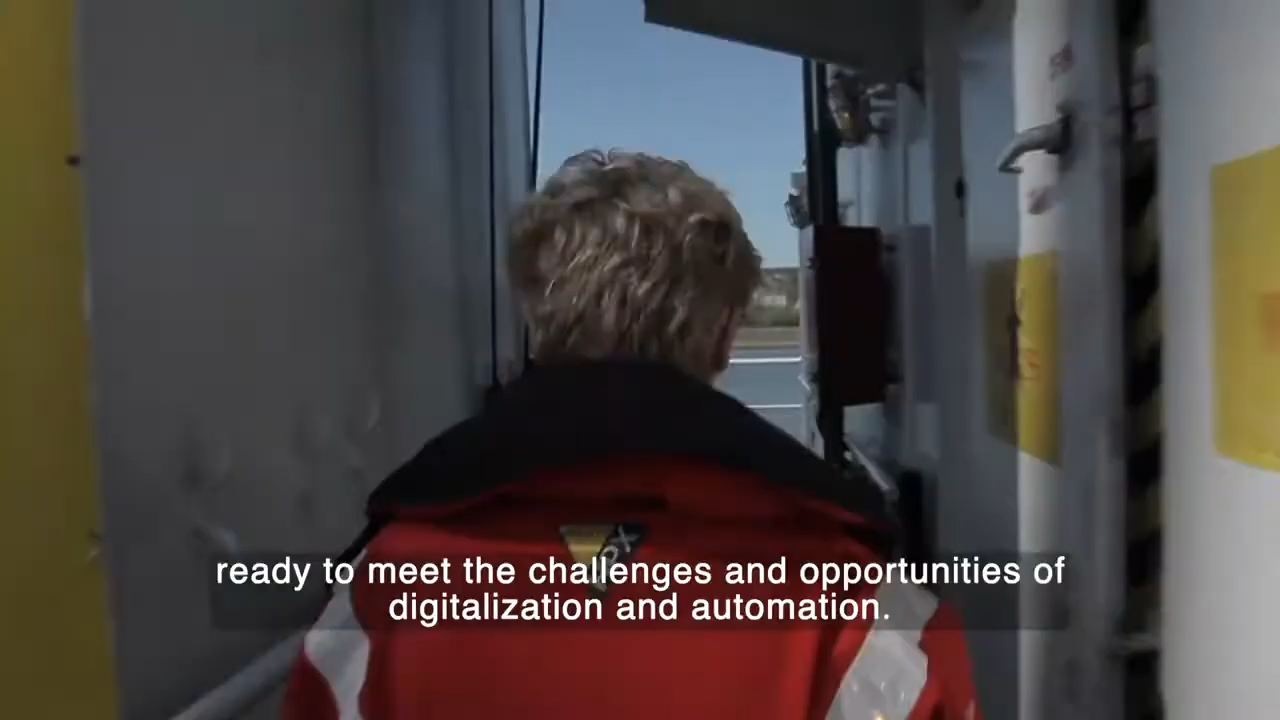 ready to meet the challenges and opportunities of
digitalization and automation.